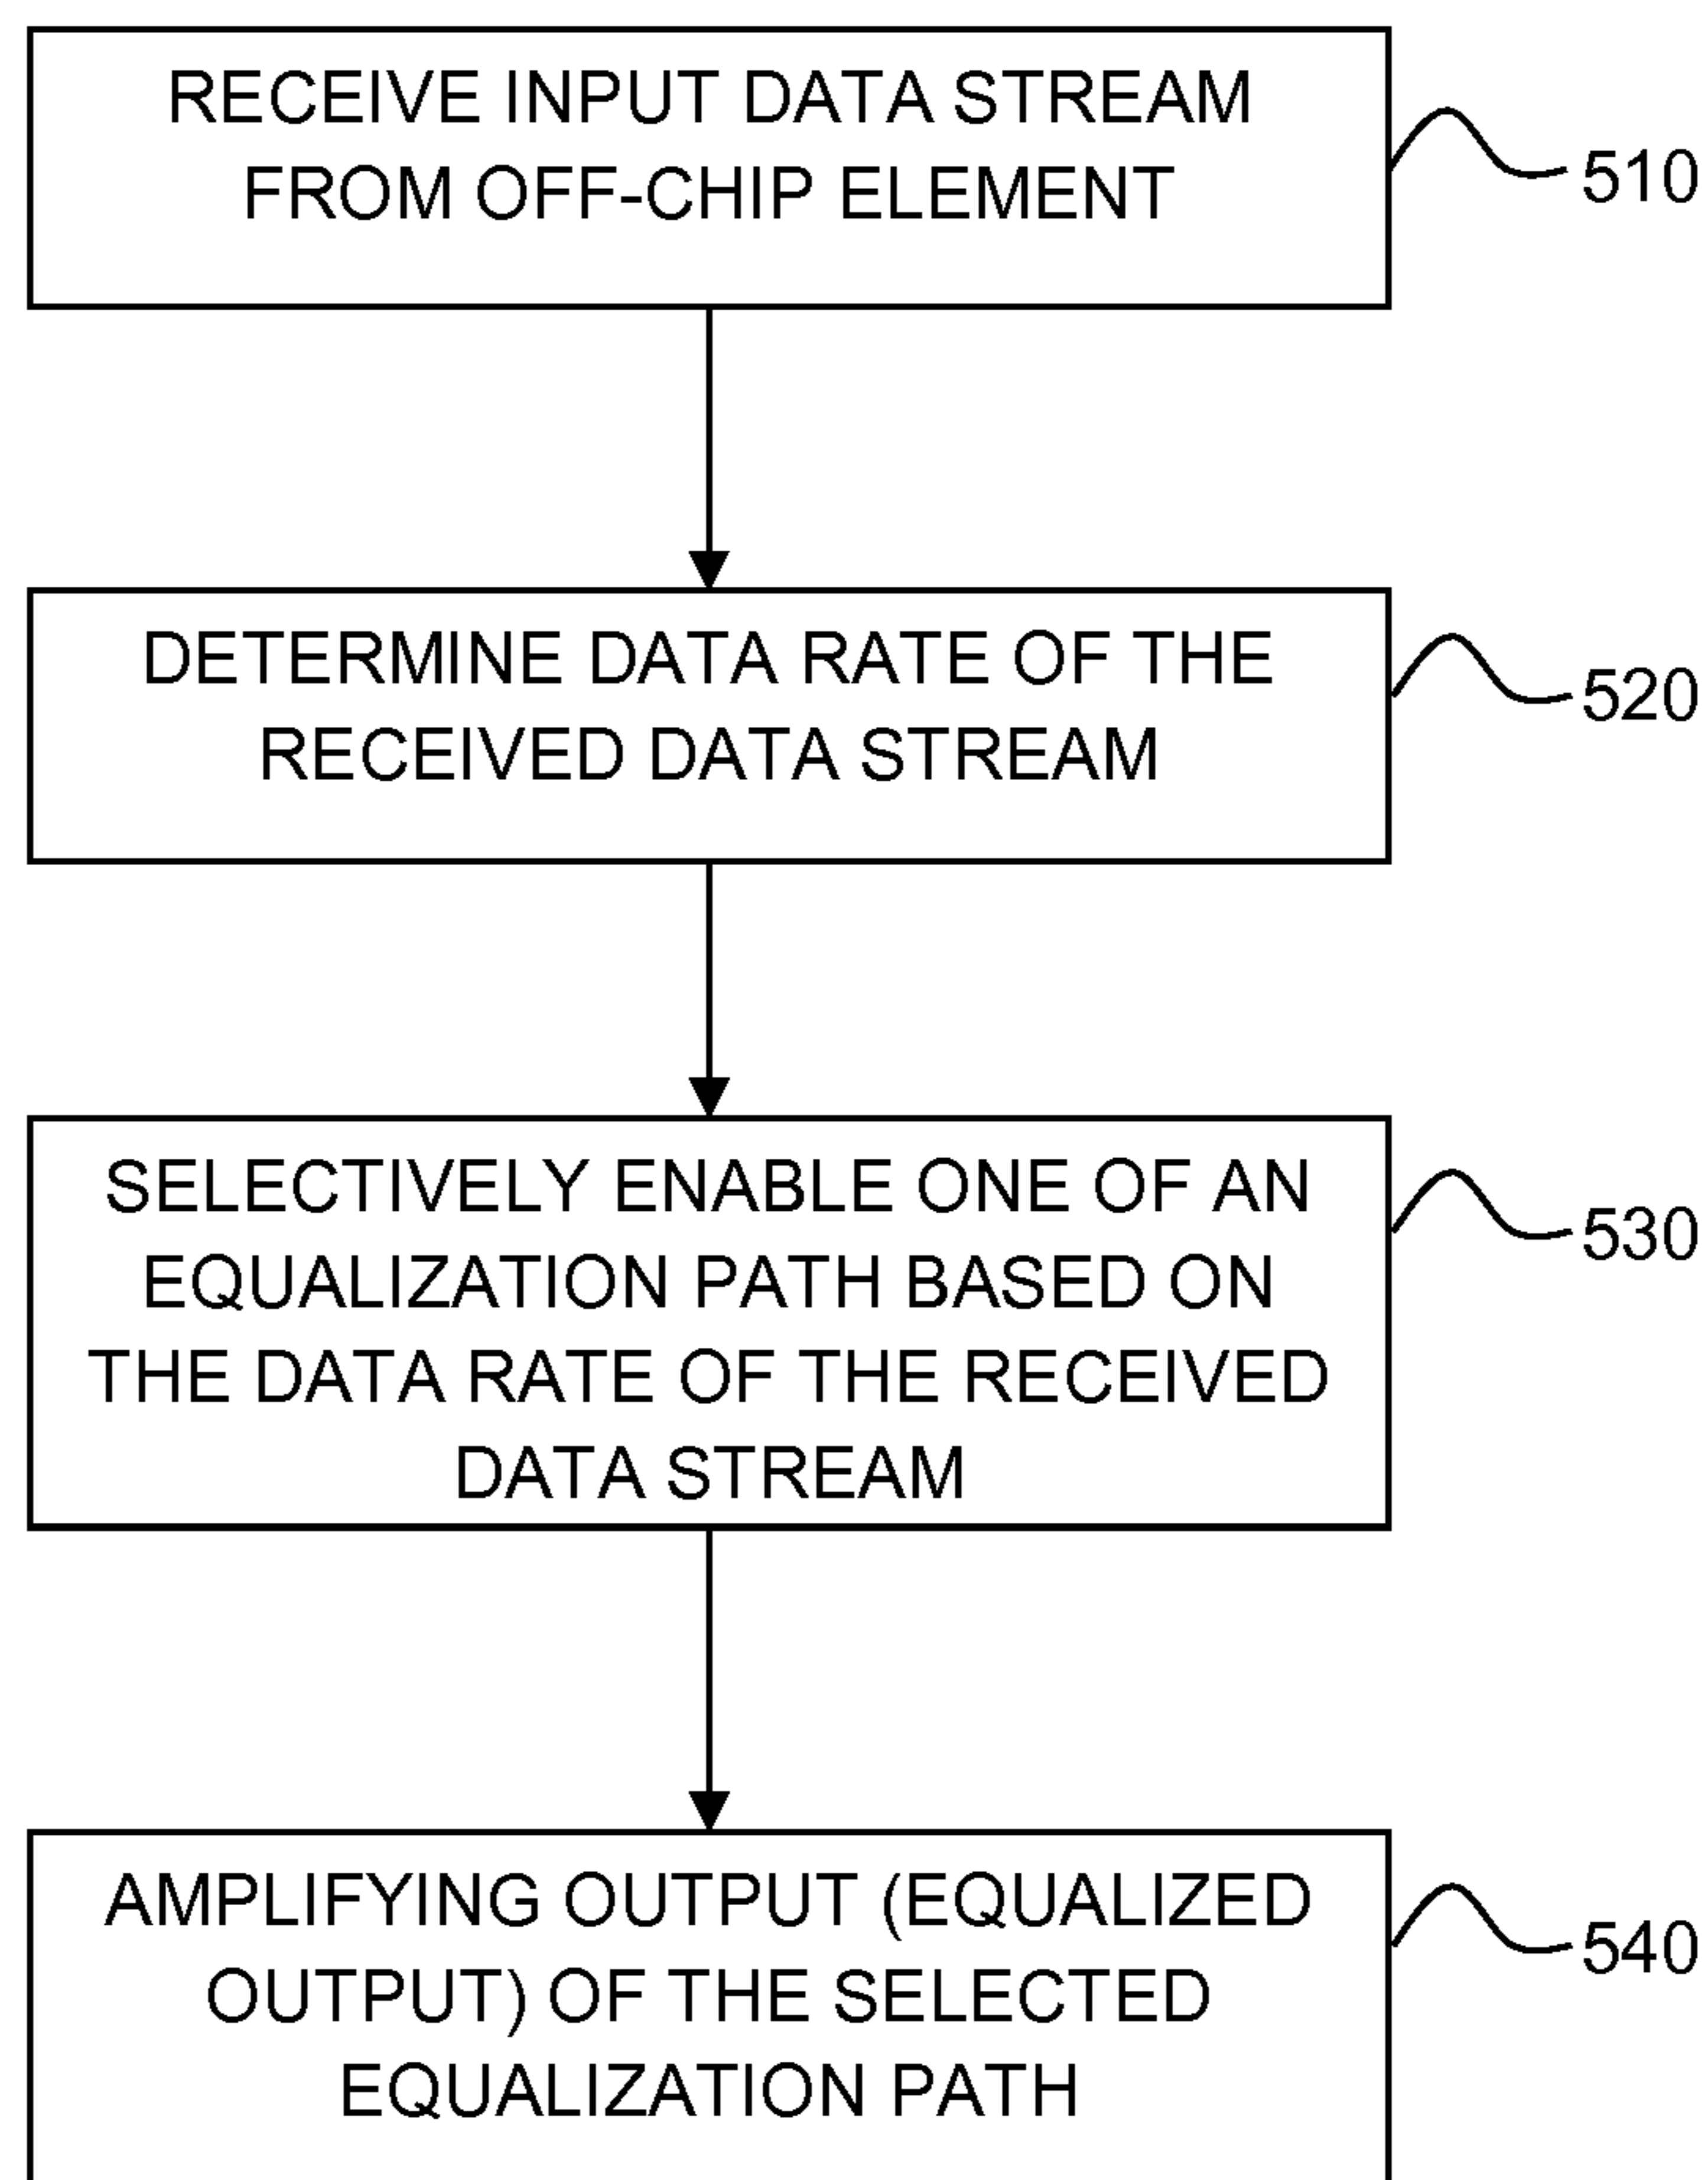 RECEIVE INPUT DATA STREAM
FROM OFF-CHIP ELEMENT
510
DETERMINE DATA RATE OF THE
RECEIVED DATA STREAM
520
SELECTIVELY ENABLE ONE OF AN
EQUALIZATION PATH BASED ON
THE DATA RATE OF THE RECEIVED
DATA STREAM
530
AMPLIFYING OUTPUT (EQUALIZED
OUTPUT) OF THE SELECTED
EQUALIZATION PATH
540